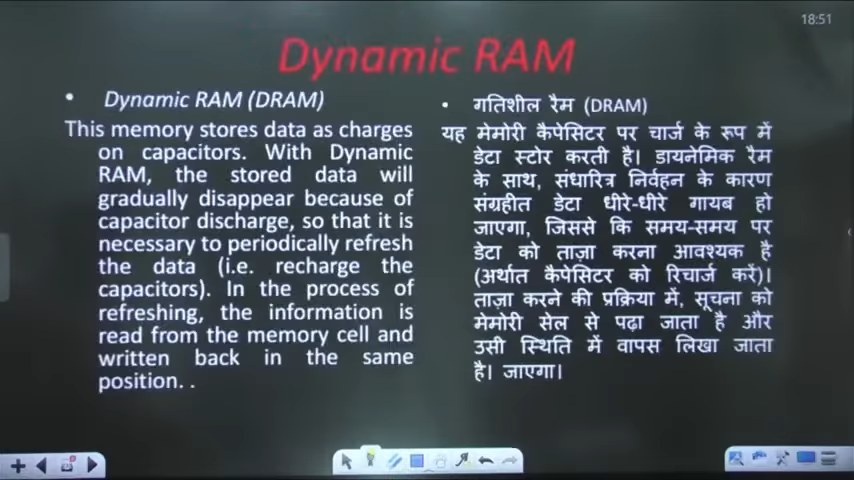 18:51
Dynamic RAM
• Dynamic RAM (DRAM)
This memory stores data as charges
on capacitors. With Dynamic
RAM, the stored data will
gradually disappear because of
capacitor discharge, so that it is
necessary to periodically refresh
the data (i.e. recharge the
capacitors). In the process of
refreshing, the information is
read from the memory cell and
written back in the same
position. .
• गतिशील रैम (DRAM)
यह मेमोरी कैपेसिटर पर चार्ज के रूप में
डेटा स्टोर करती है। डायनेमिक रैम
के साथ, संधारित्र निर्वहन के कारण
संग्रहीत डेटा धीरे-धीरे गायब हो
जाएगा, जिससे कि समय-समय पर
डेटा को ताज़ा करना आवश्यक है
(अर्थात कैपेसिटर को रिचार्ज करें)।
ताज़ा करने की प्रक्रिया में, सूचना को
मेमोरी सेल से पढ़ा जाता है और
उसी स्थिति में वापस लिखा जाता
है। जाएगा।